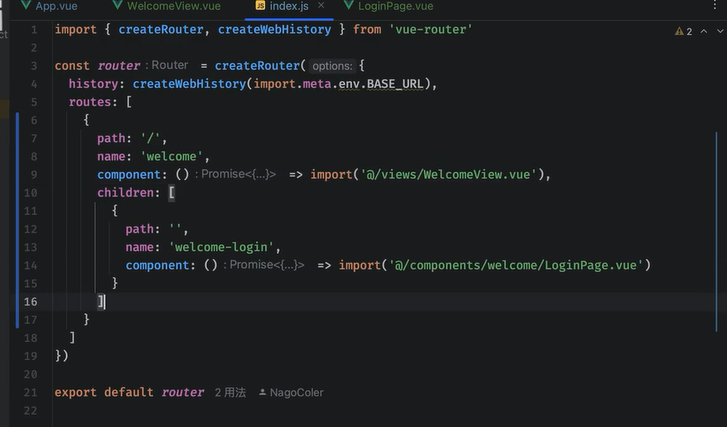 App.vue WelcomeView.vue index.js LoginPage.vue
1 import { createRouter, createWebHistory } from 'vue-router'
2
3 const router : Router = createRouter( options: {
4 history: createWebHistory(import.meta.env.BASE_URL),
5 routes: [
6 {
7 path: '/',
8 name: 'welcome',
9 component: () : Promise<{...}> => import('@/views/WelcomeView.vue'),
10 children: [
11 {
12 path: '',
13 name: 'welcome-login',
14 component: () : Promise<{...}> => import('@/components/welcome/LoginPage.vue')
15 }
16 ]
17 }
18 ]
19 })
20
21 export default router 2 用法 NagoColer
22
2